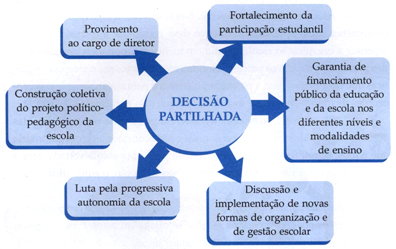 Provimento
ao cargo de diretor
Fortalecimento da
participação estudantil
Construção coletiva
do projeto político-
pedagógico da
escola
DECISÃO
PARTILHADA
Garantia de
financiamento
público da educação
e da escola nos
diferentes níveis e
modalidades
de ensino
Luta pela progressiva
autonomia da escola
Discussão e
implementação de novas
formas de organização e
de gestão escolar